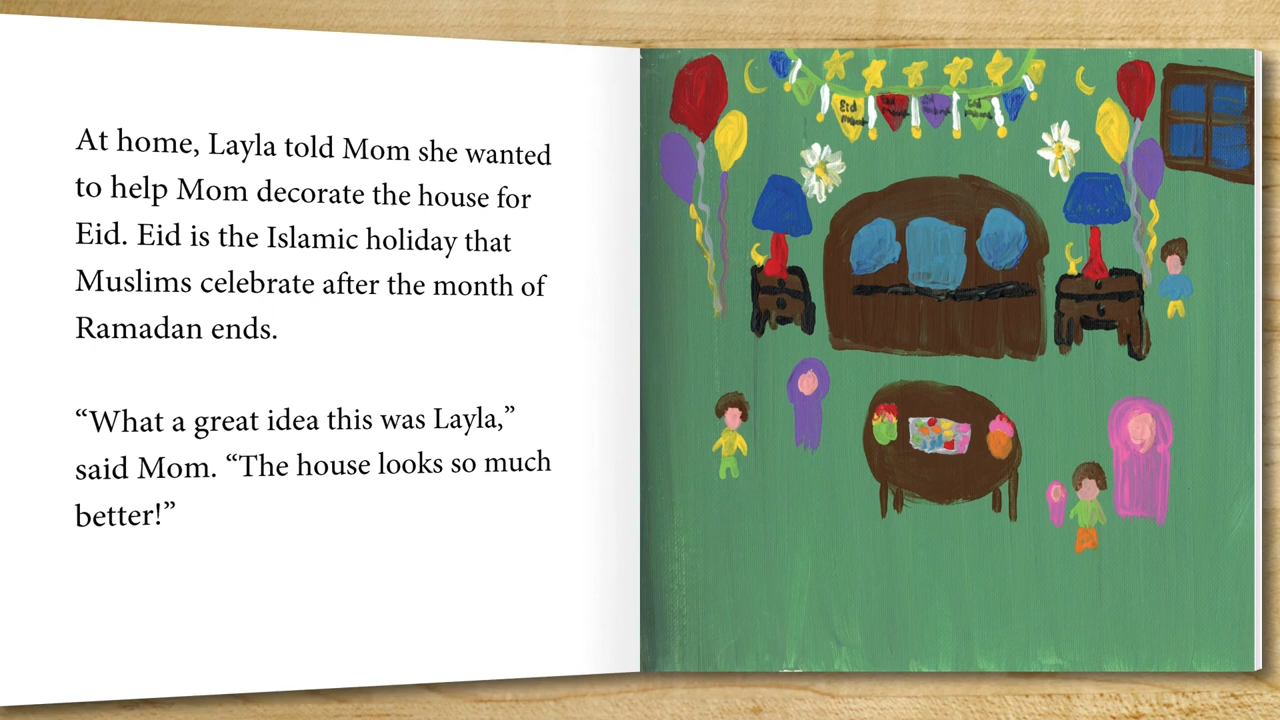 At home, Layla told Mom she wanted
to help Mom decorate the house for
Eid. Eid is the Islamic holiday that
Muslims celebrate after the month of
Ramadan ends.
“What a great idea this was Layla,”
said Mom. “The house looks so much
better!”
Eid